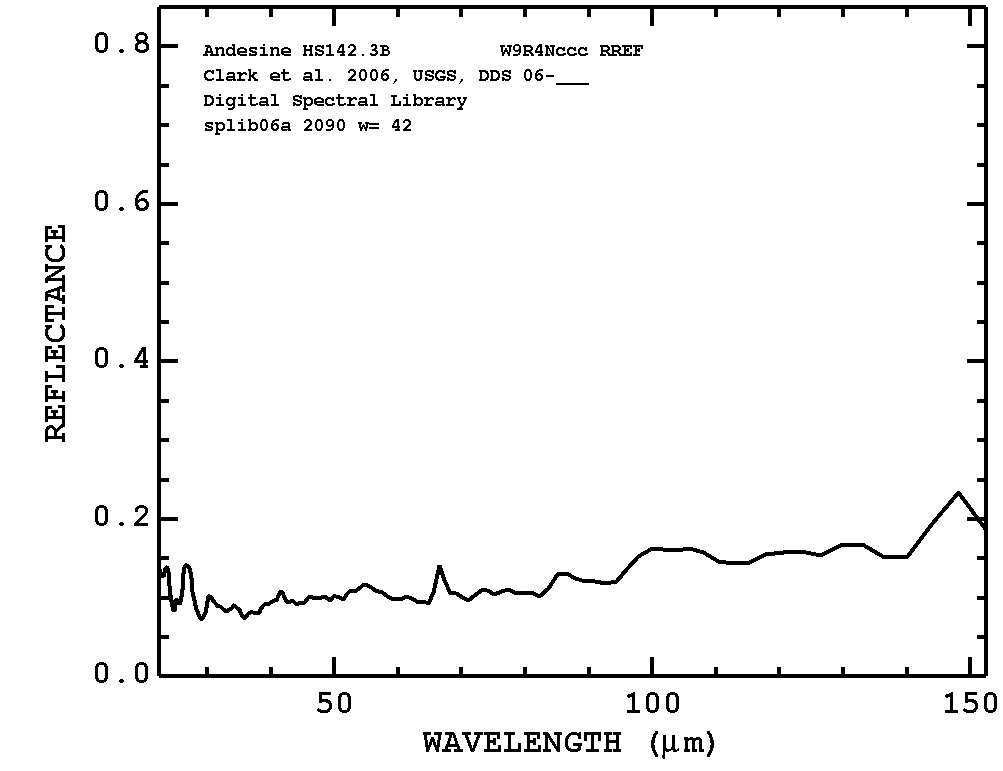 0.8
Andesine HS142.3B W9R4Nccc RREF
Clark et al. 2006, USGS, DDS 06-___
Digital Spectral Library
splib06a 2090 w= 42
0.6
0.4
0.2
0.0
REFLECTANCE
50 100 150
WAVELENGTH (μm)